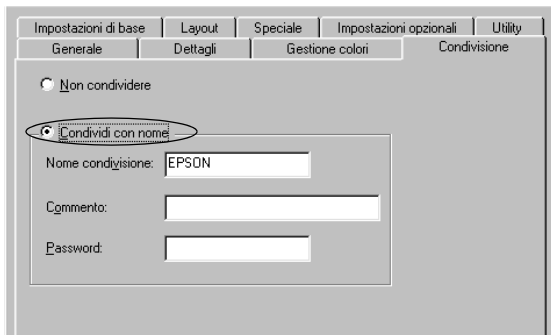 Impostazioni di base Layout Speciale Impostazioni opzionali Utility
Generale Dettagli Gestione colori Condivisione
Non condividere
Condividi con nome
Nome condivisione: EPSON
Commento:
Password: